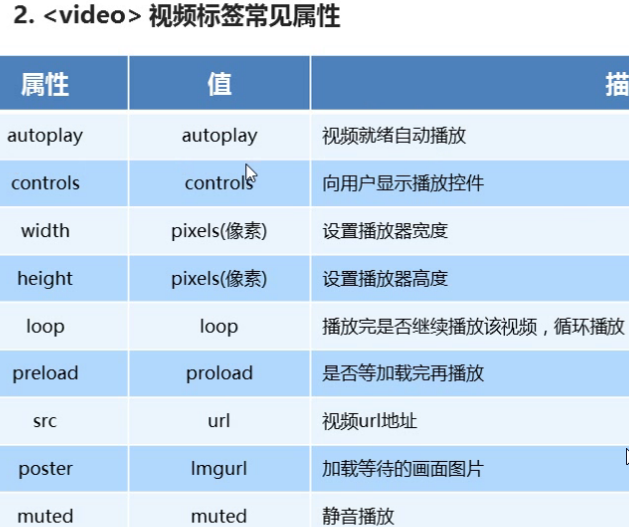 2. <video> 视频标签常见属性
属性 值 描
autoplay autoplay 视频就绪自动播放
controls controls 向用户显示播放控件
width pixels(像素) 设置播放器宽度
height pixels(像素) 设置播放器高度
loop loop 播放完是否继续播放该视频，循环播放
preload proload 是否等加载完再播放
src url 视频url地址
poster Imgurl 加载等待的画面图片
muted muted 静音播放